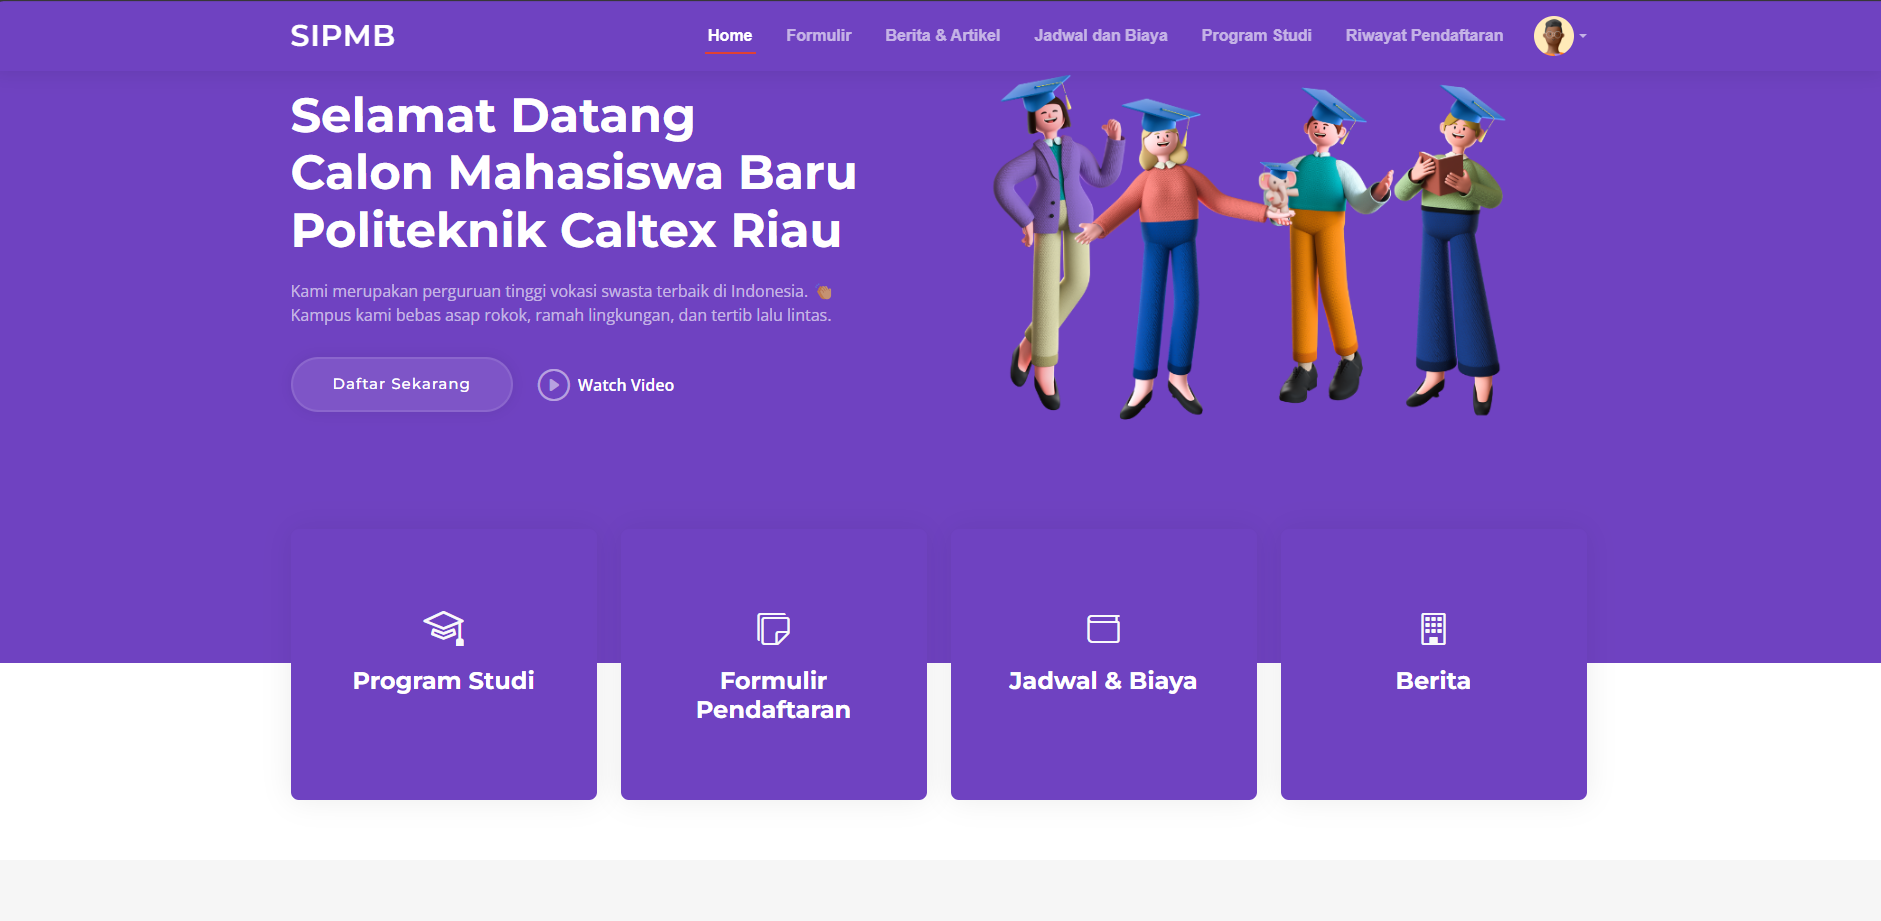 SIPMB
Home
Formulir
Berita & Artikel
Jadwal dan Biaya
Program Studi
Riwayat Pendaftaran
Selamat Datang
Calon Mahasiswa Baru
Politeknik Caltex Riau
Kami merupakan perguruan tinggi vokasi swasta terbaik di Indonesia. 👏🏽
Kampus kami bebas asap rokok, ramah lingkungan, dan tertib lalu lintas.
Daftar Sekarang
Watch Video
Program Studi
Formulir
Pendaftaran
Jadwal & Biaya
Berita